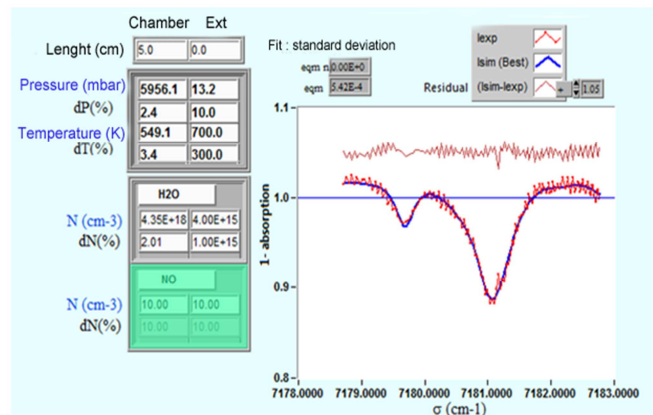 Chamber Ext
Lenght (cm) 5.0 0.0
Pressure (mbar) 5956.1 13.2
dP(%) 2.4 10.0
Temperature (K) 549.1 700.0
dT(%) 3.4 300.0
H2O
N (cm-3) 4.35E+18 4.00E+15
dN(%) 2.01 1.00E+15
NO
N (cm-3) 10.00 10.00
dN(%) 10.00 10.00
Fit : standard deviation
eqm n 0.00E+0
eqm 5.42E-4
Iexp
Isim (Best)
Residual (Isim-Iexp) + 1.05
1- absorption
1.1
1.0
0.9
0.8
7178.0000 7179.0000 7180.0000 7181.0000 7182.0000 7183.0000
σ (cm-1)